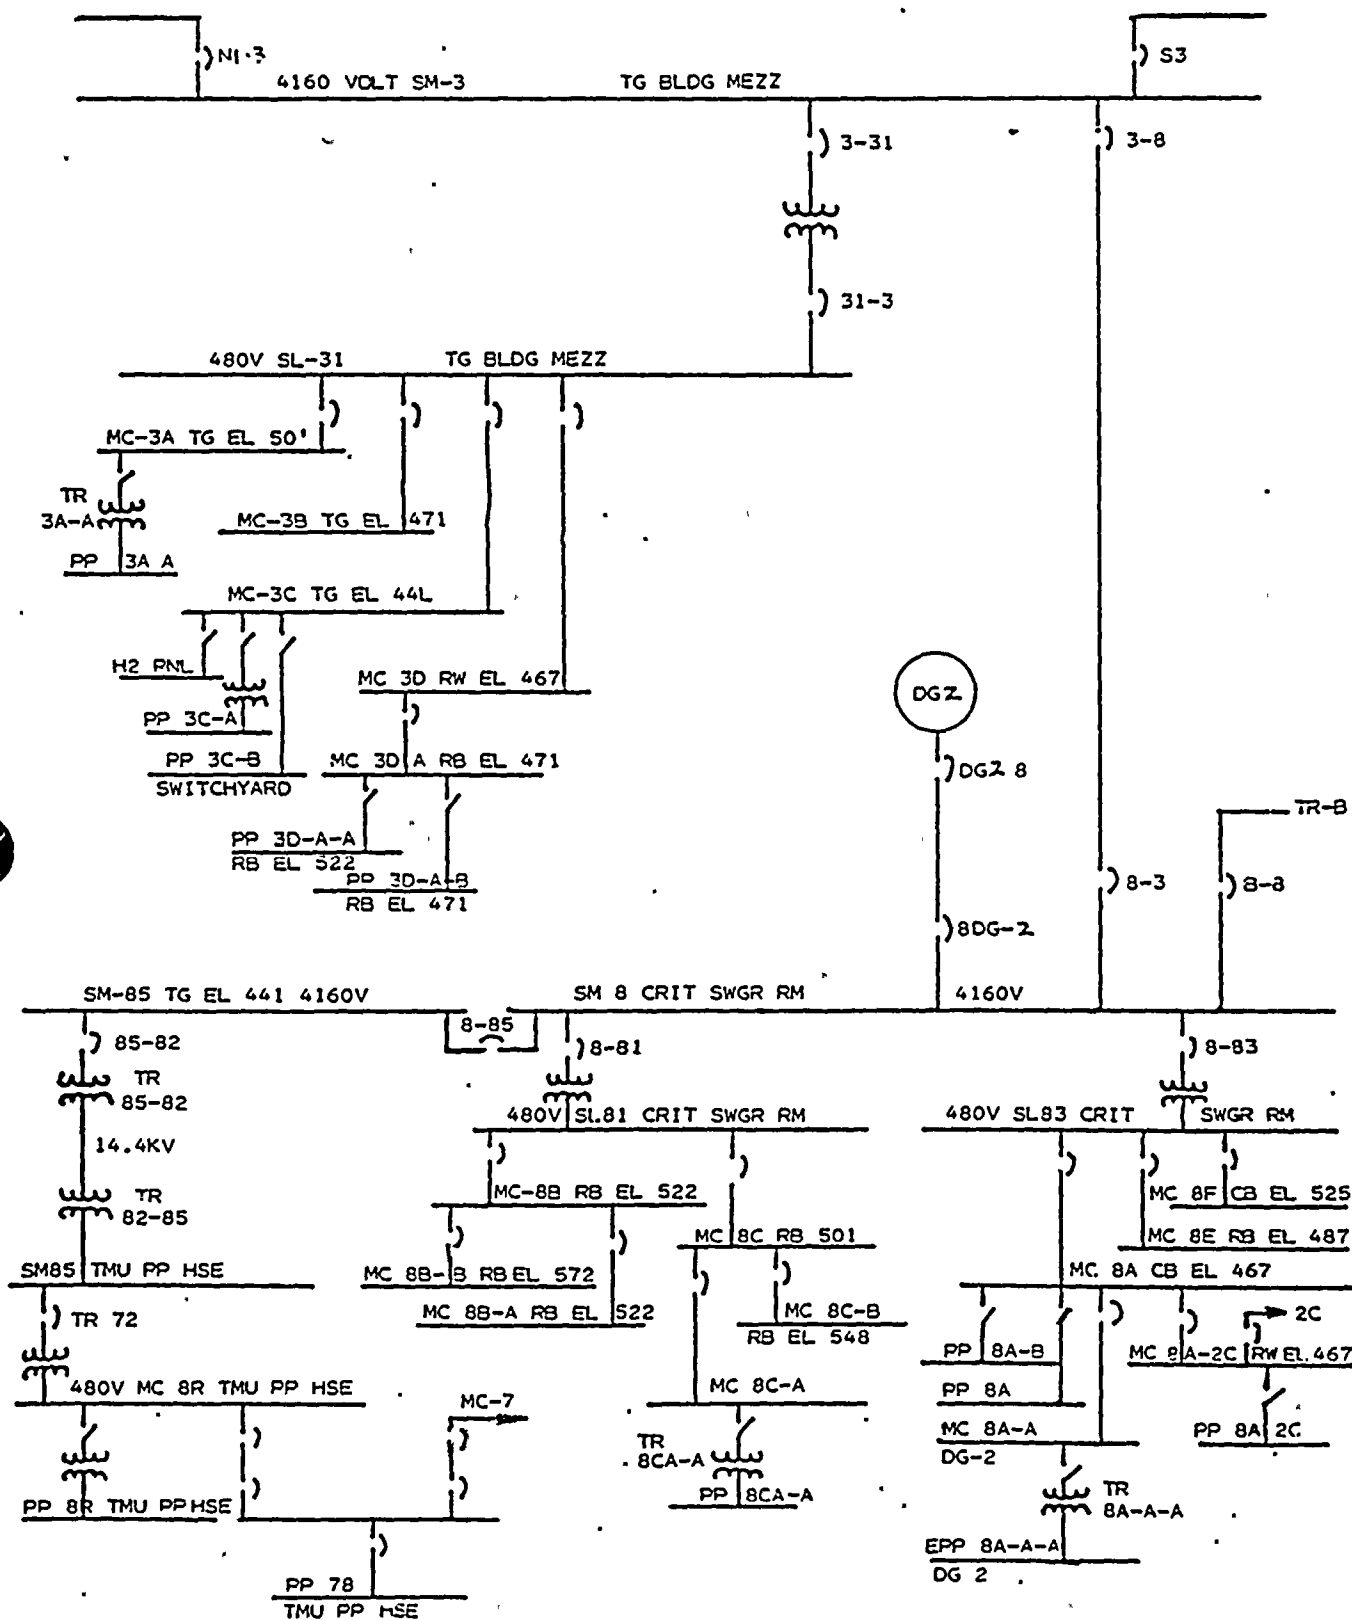 N1-3
S3
4160 VOLT SM-3
TG BLDG MEZZ
3-31
3-8
31-3
480V SL-31
TG BLDG MEZZ
MC-3A TG EL 50'
TR
3A-A
MC-3B TG EL 471
PP 3A A
MC-3C TG EL 44L
H2 PNL
MC 3D RW EL 467
DG2
PP 3C-A
PP 3C-B
SWITCHYARD
MC 3D A RB EL 471
DG2 8
TR-B
PP 3D-A-A
RB EL 522
PP 3D-A-B
RB EL 471
8-3
8-8
8DG-2
SM-85 TG EL 441 4160V
SM 8 CRIT SWGR RM
4160V
8-85
85-82
8-81
8-83
TR
85-82
480V SL81 CRIT SWGR RM
480V SL83 CRIT SWGR RM
14.4KV
TR
82-85
MC-8B RB EL 522
MC 8F CB EL 525
MC 8C RB 501
MC 8E RB EL 487
SM85 TMU PP HSE
MC 8B-B RB EL 572
MC 8A CB EL 467
MC 8B-A RB EL 522
MC 8C-B
RB EL 548
TR 72
2C
PP 8A-B
MC 8A-2C RW EL 467
480V MC 8R TMU PP HSE
MC 8C-A
PP 8A
MC-7
MC 8A-A
DG-2
PP 8A 2C
TR
8CA-A
PP 8R TMU PP HSE
PP 8CA-A
TR
8A-A-A
EPP 8A-A-A
DG 2
PP 78
TMU PP HSE